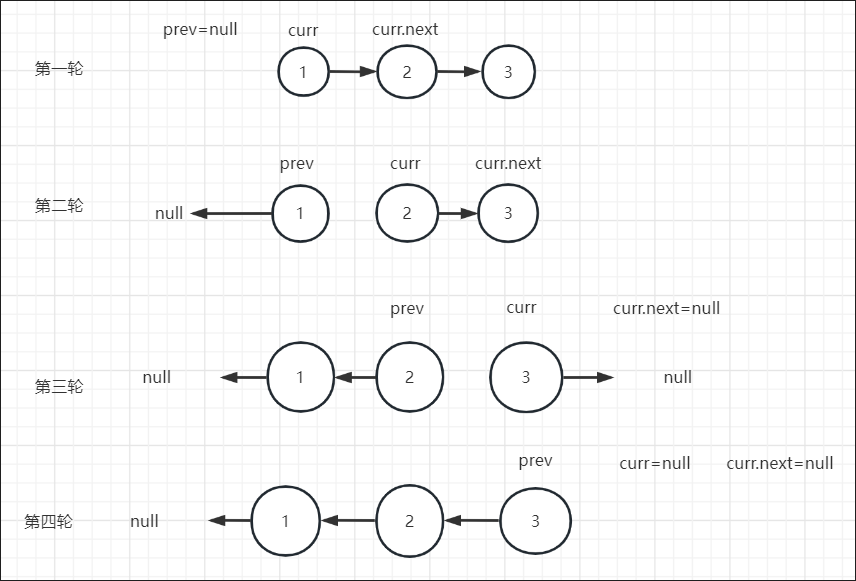 prev=null curr curr.next
第一轮 1 2 3
prev curr curr.next
第二轮 null 1 2 3
prev curr curr.next=null
第三轮 null 1 2 3 null
prev curr=null curr.next=null
第四轮 null 1 2 3